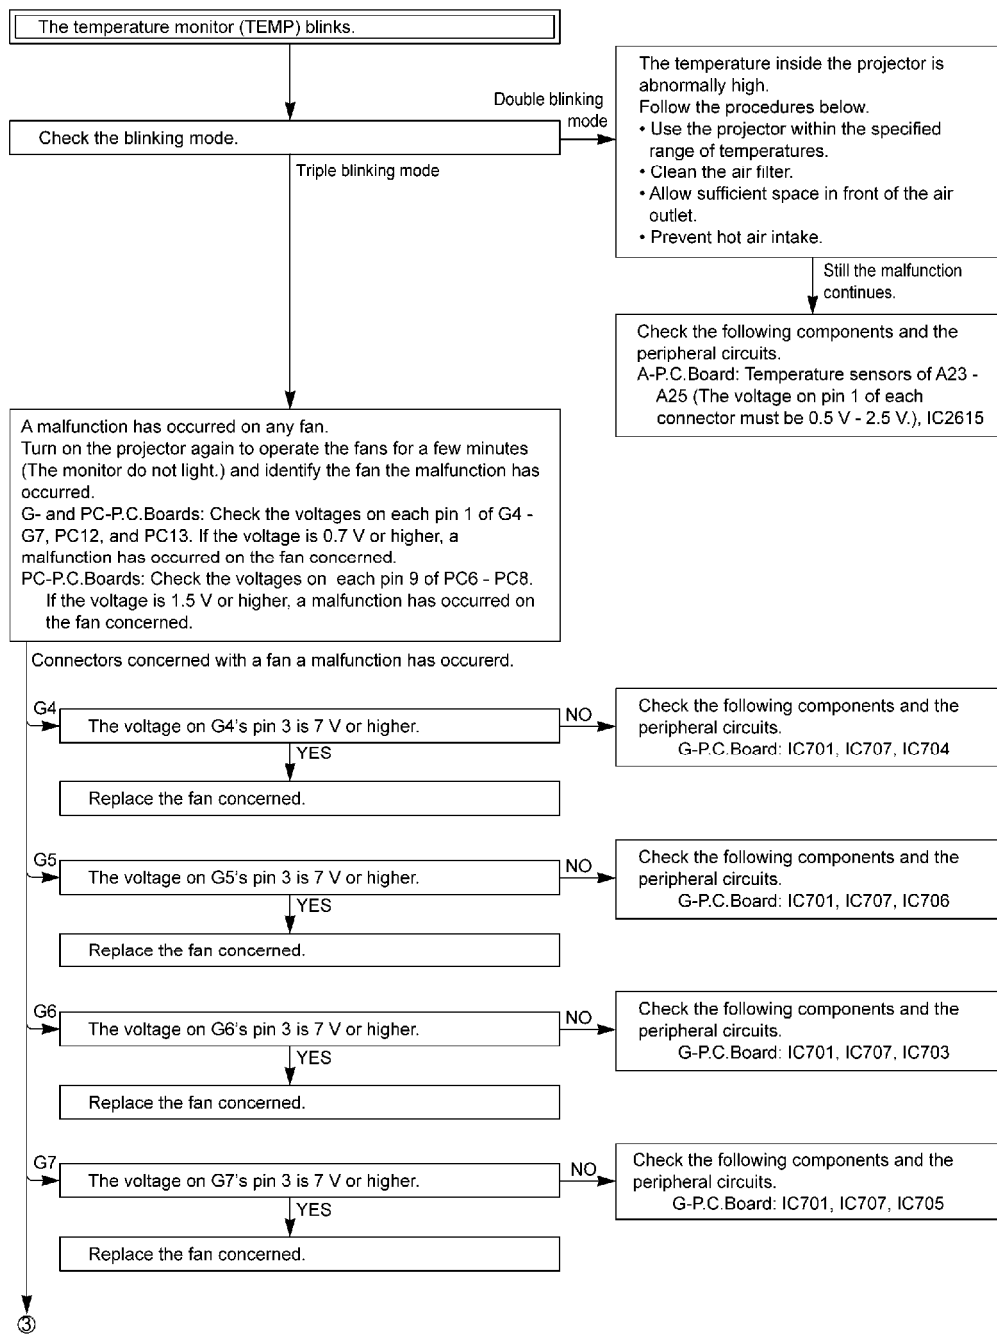 The temperature monitor (TEMP) blinks.
Check the blinking mode.
Double blinking
mode
The temperature inside the projector is
abnormally high.
Follow the procedures below.
• Use the projector within the specified
range of temperatures.
• Clean the air filter.
• Allow sufficient space in front of the air
outlet.
• Prevent hot air intake.
Triple blinking mode
Still the malfunction
continues.
Check the following components and the
peripheral circuits.
A-P.C.Board: Temperature sensors of A23 -
A25 (The voltage on pin 1 of each
connector must be 0.5 V - 2.5 V.), IC2615
A malfunction has occurred on any fan.
Turn on the projector again to operate the fans for a few minutes
(The monitor do not light.) and identify the fan the malfunction has
occurred.
G- and PC-P.C.Boards: Check the voltages on each pin 1 of G4 -
G7, PC12, and PC13. If the voltage is 0.7 V or higher, a
malfunction has occurred on the fan concerned.
PC-P.C.Boards: Check the voltages on each pin 9 of PC6 - PC8.
If the voltage is 1.5 V or higher, a malfunction has occurred on
the fan concerned.
Connectors concerned with a fan a malfunction has occurerd.
G4
The voltage on G4's pin 3 is 7 V or higher.
NO
Check the following components and the
peripheral circuits.
G-P.C.Board: IC701, IC707, IC704
YES
Replace the fan concerned.
G5
The voltage on G5's pin 3 is 7 V or higher.
NO
Check the following components and the
peripheral circuits.
G-P.C.Board: IC701, IC707, IC706
YES
Replace the fan concerned.
G6
The voltage on G6's pin 3 is 7 V or higher.
NO
Check the following components and the
peripheral circuits.
G-P.C.Board: IC701, IC707, IC703
YES
Replace the fan concerned.
G7
The voltage on G7's pin 3 is 7 V or higher.
NO
Check the following components and the
peripheral circuits.
G-P.C.Board: IC701, IC707, IC705
YES
Replace the fan concerned.
③